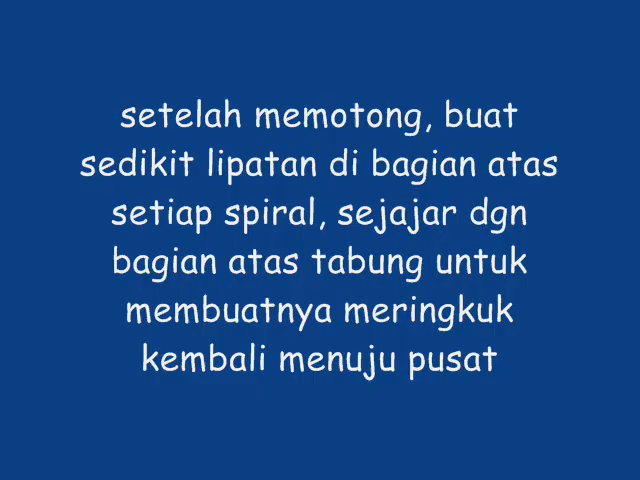 setelah memotong, buat
sedikit lipatan di bagian atas
setiap spiral, sejajar dgn
bagian atas tabung untuk
membuatnya meringkuk
kembali menuju pusat